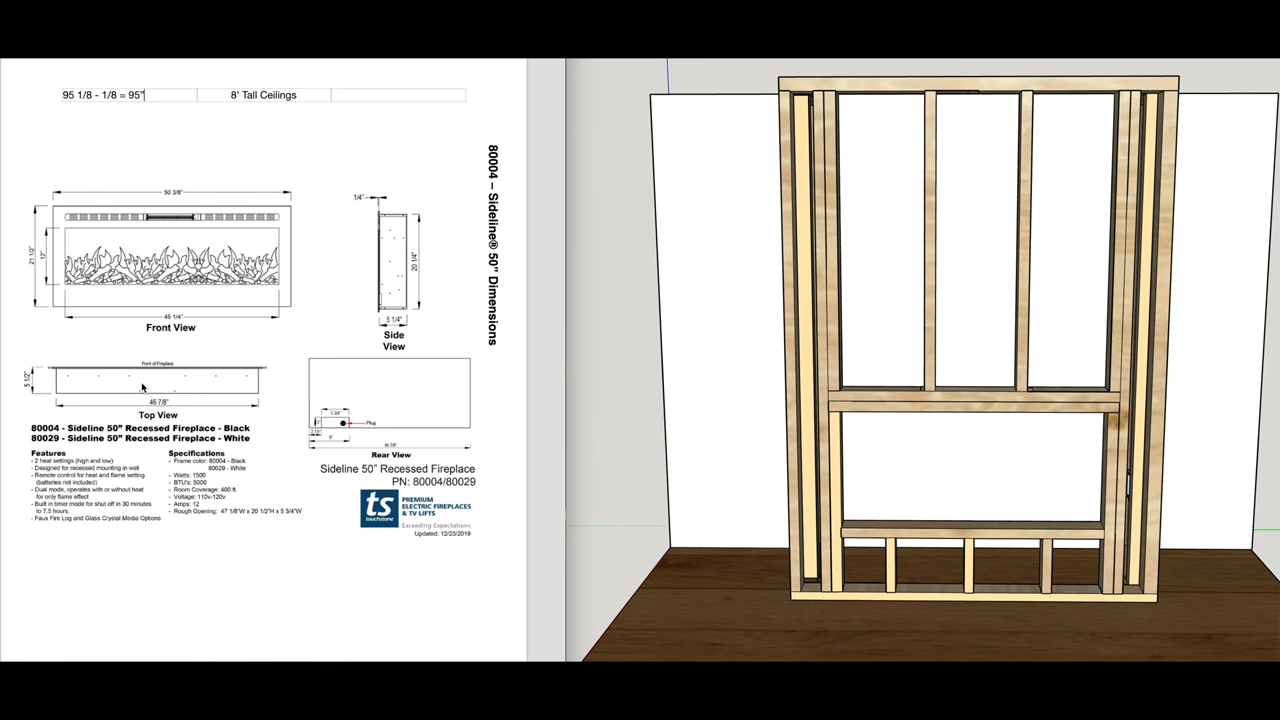 95 1/8 - 1/8 = 95"
8' Tall Ceilings
80004 – Sideline® 50" Dimensions
50 3/8"
21 1/2"
12"
45 1/4"
Front View
1/4"
20 1/4"
5 1/4"
Side
View
Front of Fireplace
5 1/2"
46 7/8"
Top View
Plug
9"
46 7/8"
Rear View
80004 - Sideline 50" Recessed Fireplace - Black
80029 - Sideline 50" Recessed Fireplace - White
Features
- 2 heat settings (high and low)
- Designed for recessed mounting in wall
- Remote control for heat and flame setting
(batteries not included)
- Dual mode, operates with or without heat
for only flame effect
- Built in timer mode for shut off in 30 minutes
to 7.5 hours.
- Faux Fire Log and Glass Crystal Media Options
Specifications
- Frame color: 80004 - Black
80029 - White
- Watts: 1500
- BTU's: 5000
- Room Coverage: 400 ft.
- Voltage: 110v-120v
- Amps: 12
- Rough Opening: 47 1/8"W x 20 1/2"H x 5 3/4"W
Sideline 50" Recessed Fireplace
PN: 80004/80029
ts
touchstone
PREMIUM
ELECTRIC FIREPLACES
& TV LIFTS
Exceeding Expectations
Updated: 12/23/2019